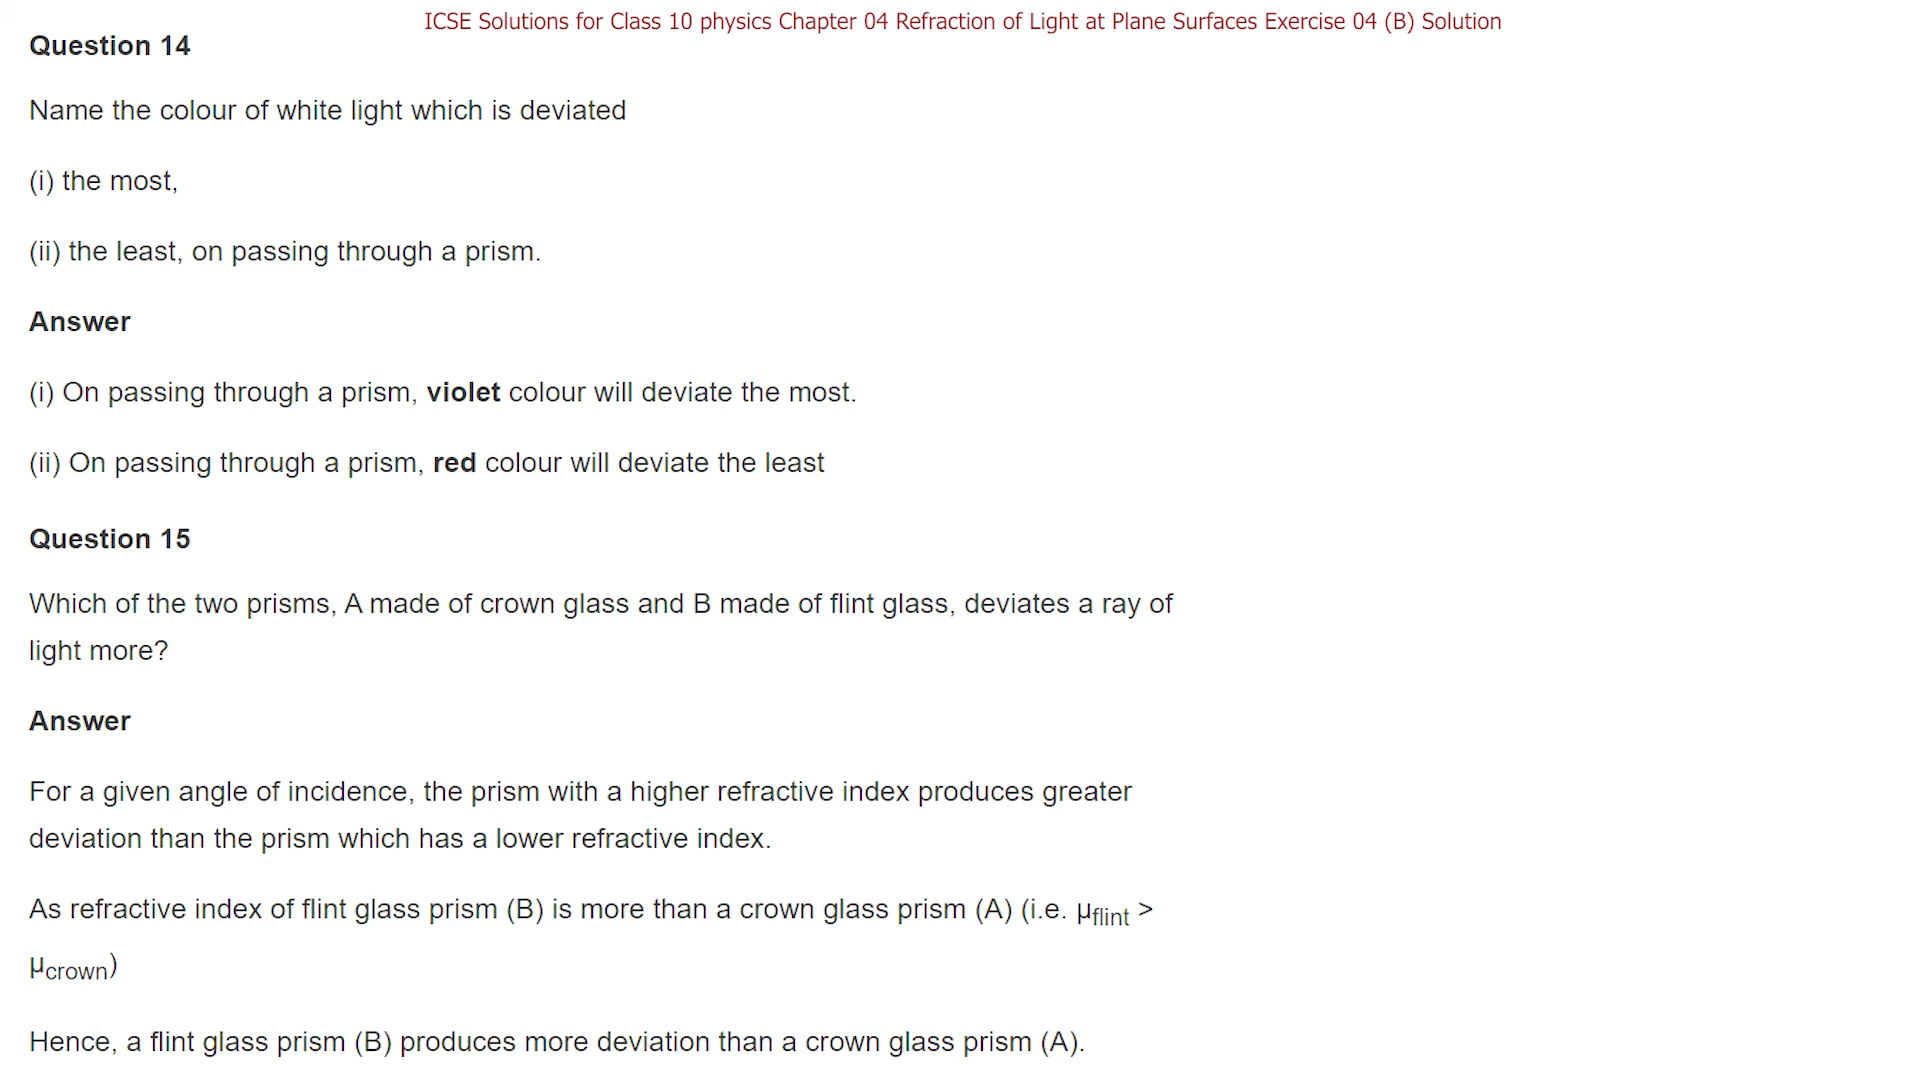 ICSE Solutions for Class 10 physics Chapter 04 Refraction of Light at Plane Surfaces Exercise 04 (B) Solution
Question 14
Name the colour of white light which is deviated
(i) the most,
(ii) the least, on passing through a prism.
Answer
(i) On passing through a prism, violet colour will deviate the most.
(ii) On passing through a prism, red colour will deviate the least
Question 15
Which of the two prisms, A made of crown glass and B made of flint glass, deviates a ray of
light more?
Answer
For a given angle of incidence, the prism with a higher refractive index produces greater
deviation than the prism which has a lower refractive index.
As refractive index of flint glass prism (B) is more than a crown glass prism (A) (i.e. μflint >
μcrown)
Hence, a flint glass prism (B) produces more deviation than a crown glass prism (A).